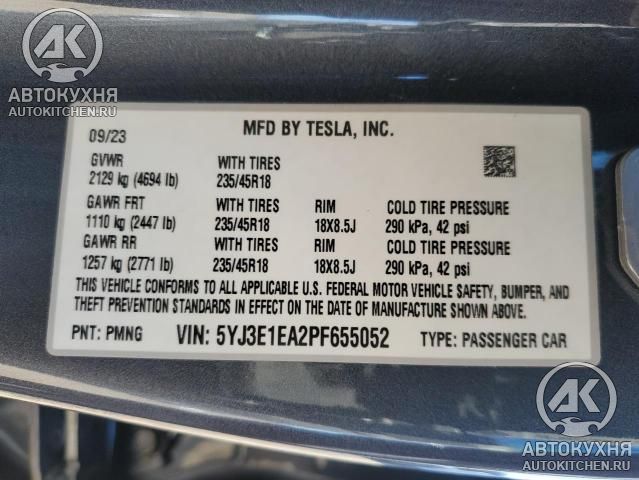 АК
АВТОКУХНЯ
AUTOKITCHEN.RU
09/23 MFD BY TESLA, INC.
GVWR WITH TIRES
2129 kg (4694 lb) 235/45R18
GAWR FRT WITH TIRES RIM COLD TIRE PRESSURE
1110 kg (2447 lb) 235/45R18 18X8.5J 290 kPa, 42 psi
GAWR RR WITH TIRES RIM COLD TIRE PRESSURE
1257 kg (2771 lb) 235/45R18 18X8.5J 290 kPa, 42 psi
THIS VEHICLE CONFORMS TO ALL APPLICABLE U.S. FEDERAL MOTOR VEHICLE SAFETY, BUMPER, AND
THEFT PREVENTION STANDARDS IN EFFECT ON THE DATE OF MANUFACTURE SHOWN ABOVE.
PNT: PMNG VIN: 5YJ3E1EA2PF655052 TYPE: PASSENGER CAR
АК
АВТОКУХНЯ
AUTOKITCHEN.RU